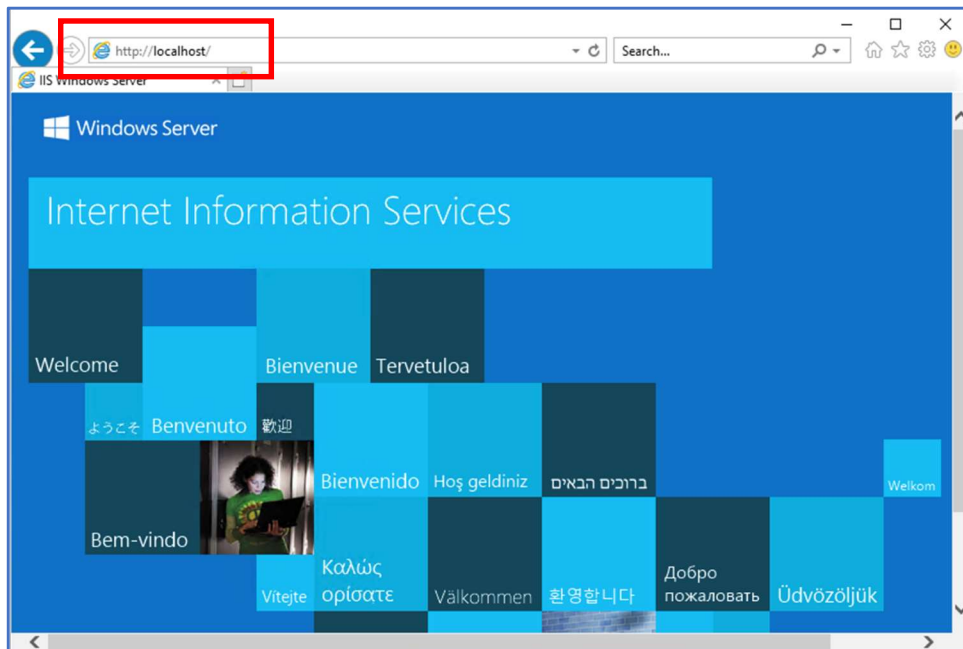 http://localhost/
Search...
IIS Windows Server
Windows Server
Internet Information Services
Welcome
Bienvenue
Tervetuloa
ようこそ
Benvenuto
歡迎
Bienvenido
Hoş geldiniz
ברוכים הבאים
Welkom
Bem-vindo
Vítejte
Καλώς
ορίσατε
Välkommen
환영합니다
Добро
пожаловать
Üdvözöljük